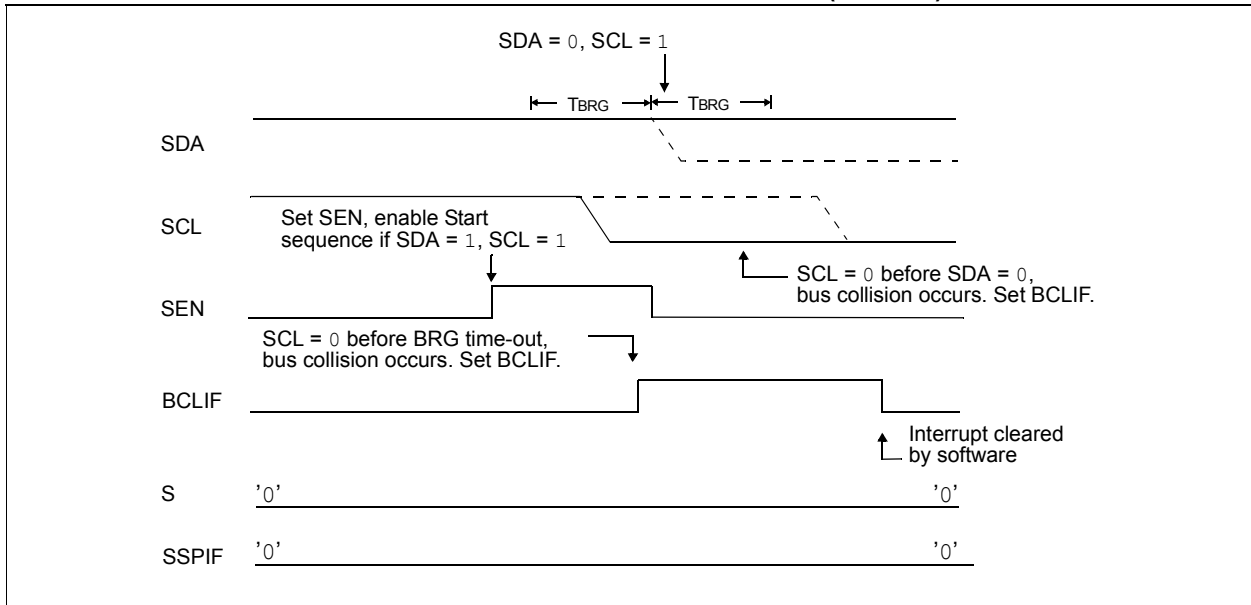 SDA = 0, SCL = 1
TBRG TBRG
SDA
SCL
Set SEN, enable Start
sequence if SDA = 1, SCL = 1
SCL = 0 before SDA = 0,
bus collision occurs. Set BCLIF.
SEN
SCL = 0 before BRG time-out,
bus collision occurs. Set BCLIF.
BCLIF
Interrupt cleared
by software
S '0' '0'
SSPIF '0' '0'